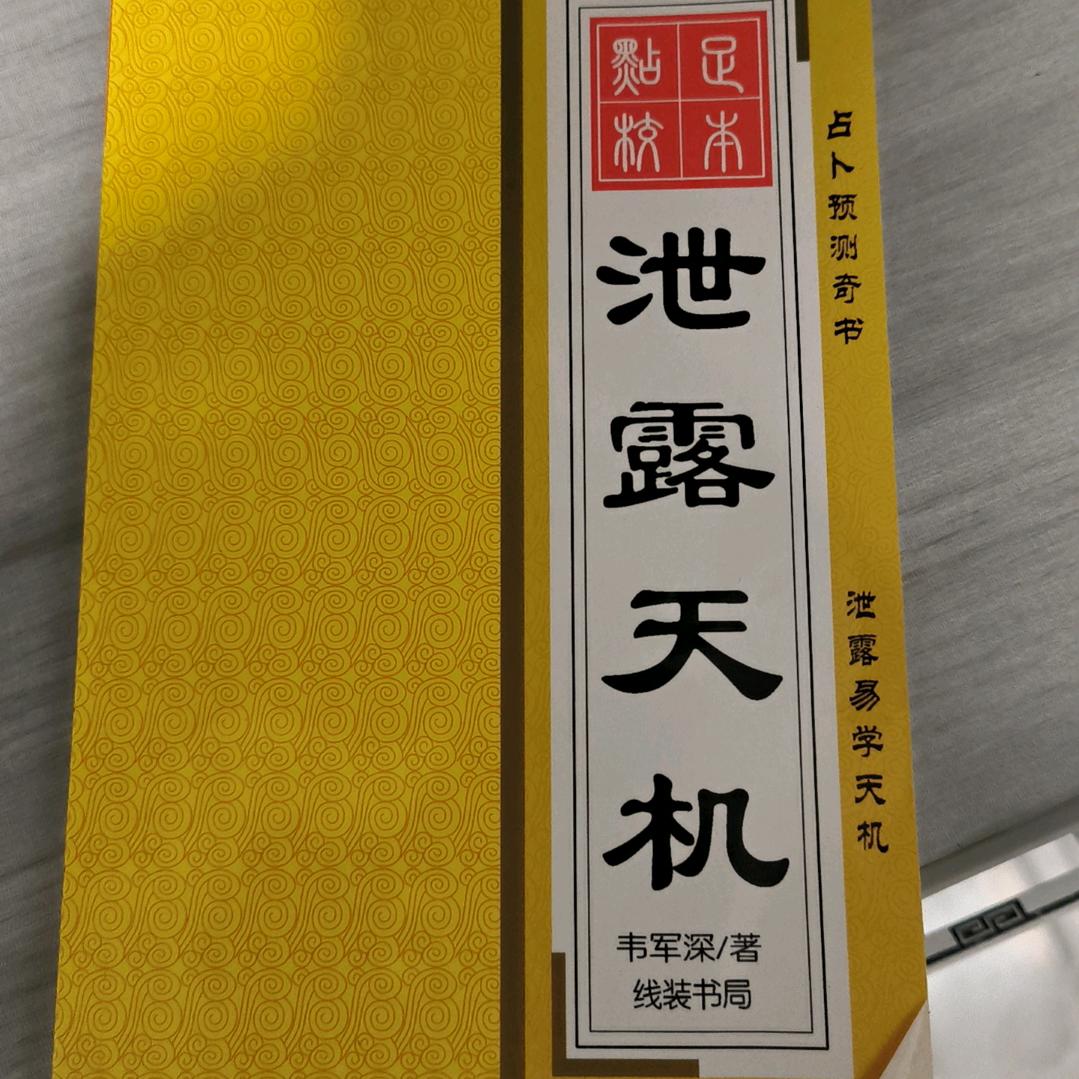 足本
點校
泄露天机
韦军深/著
线装书局
占卜预测奇书
泄露易学天机